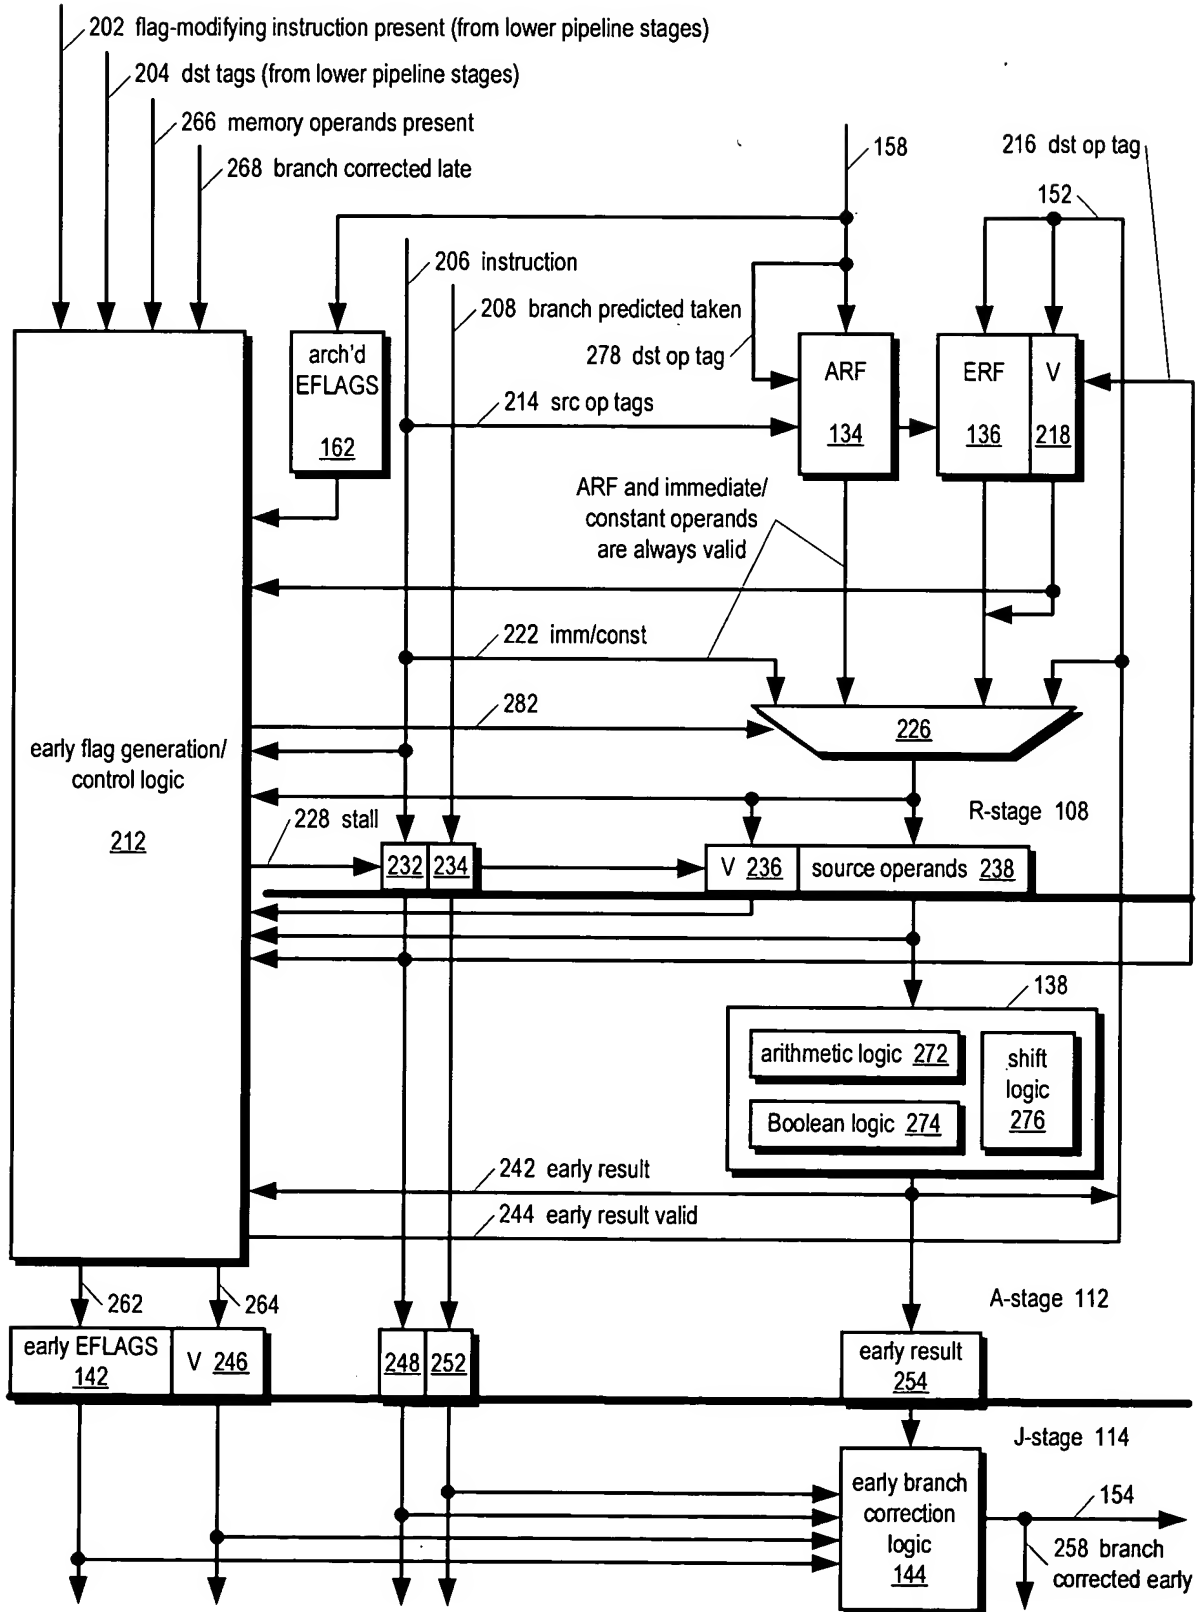 202 flag-modifying instruction present (from lower pipeline stages)
204 dst tags (from lower pipeline stages)
266 memory operands present
268 branch corrected late
158
216 dst op tag
152
206 instruction
208 branch predicted taken
278 dst op tag
arch'd
EFLAGS
162
214 src op tags
ARF
134
ERF
136
V
218
ARF and immediate/
constant operands
are always valid
222 imm/const
282
226
early flag generation/
control logic
212
228 stall
R-stage 108
232
234
V 236
source operands 238
138
arithmetic logic 272
Boolean logic 274
shift
logic
276
242 early result
244 early result valid
262
264
A-stage 112
early EFLAGS
142
V 246
248
252
early result
254
J-stage 114
early branch
correction
logic
144
154
258 branch
corrected early